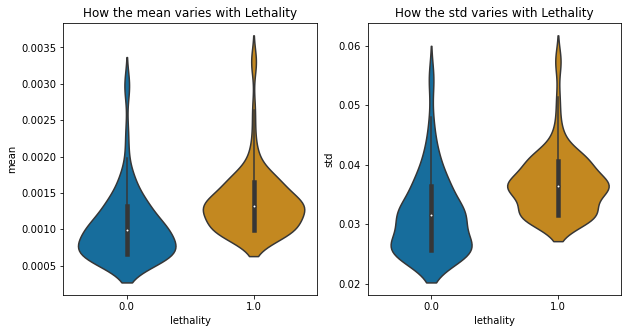 How the mean varies with Lethality
0.0035
0.0030
0.0025
0.0020
0.0015
0.0010
0.0005
mean
0.0
1.0
lethality
How the std varies with Lethality
0.06
0.05
0.04
0.03
0.02
std
0.0
1.0
lethality